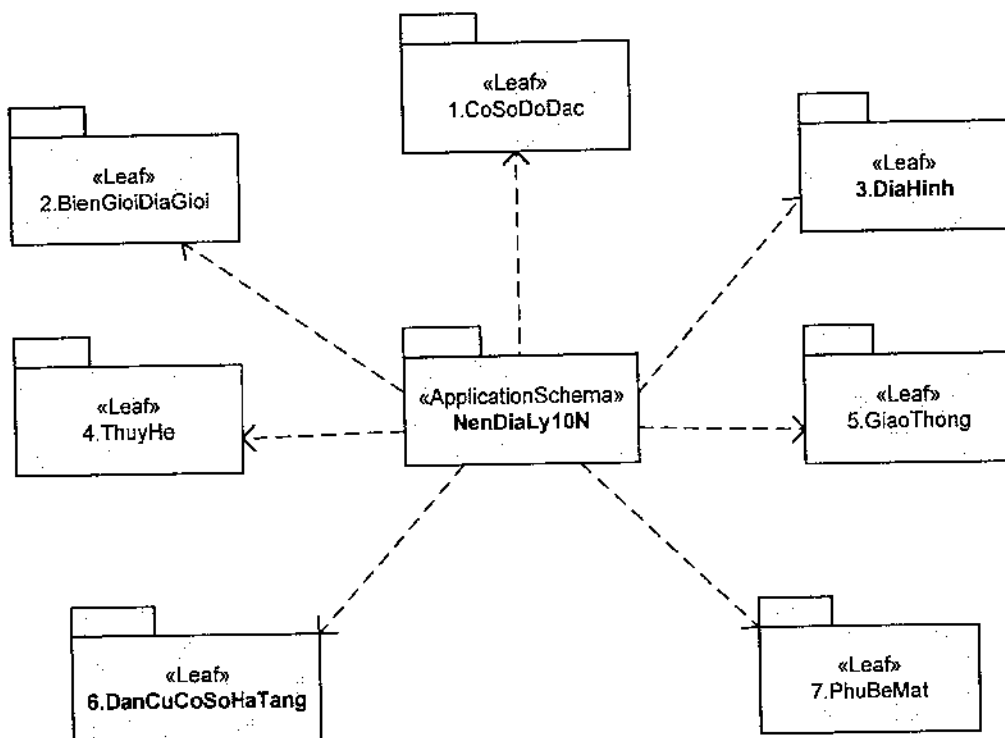 «Leaf»
1.CoSoDoDac
«Leaf»
2.BienGioiDiaGioi
«Leaf»
3.DiaHinh
«ApplicationSchema»
NenDiaLy10N
«Leaf»
4.ThuyHe
«Leaf»
5.GiaoThong
«Leaf»
6.DanCuCoSoHaTang
«Leaf»
7.PhuBeMat